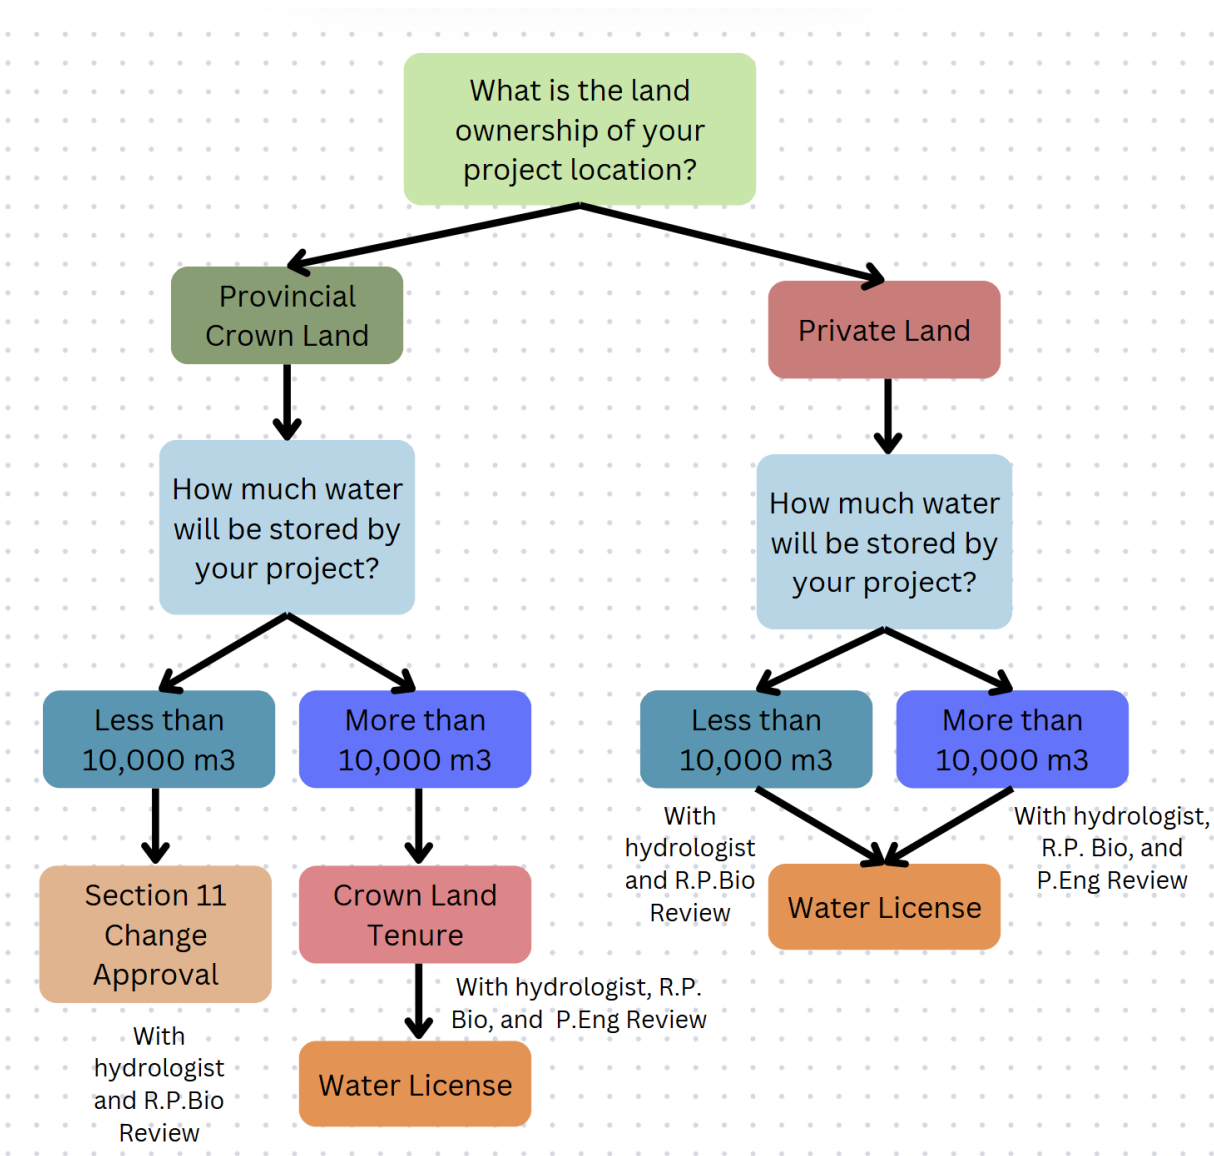 What is the land
ownership of your
project location?
Provincial
Crown Land
Private Land
How much water
will be stored by
your project?
How much water
will be stored by
your project?
Less than
10,000 m3
More than
10,000 m3
Less than
10,000 m3
More than
10,000 m3
With
hydrologist
and R.P.Bio
Review
With hydrologist,
R.P. Bio, and
P.Eng Review
Section 11
Change
Approval
Crown Land
Tenure
Water License
With hydrologist, R.P.
Bio, and P.Eng Review
With
hydrologist
and R.P.Bio
Review
Water License